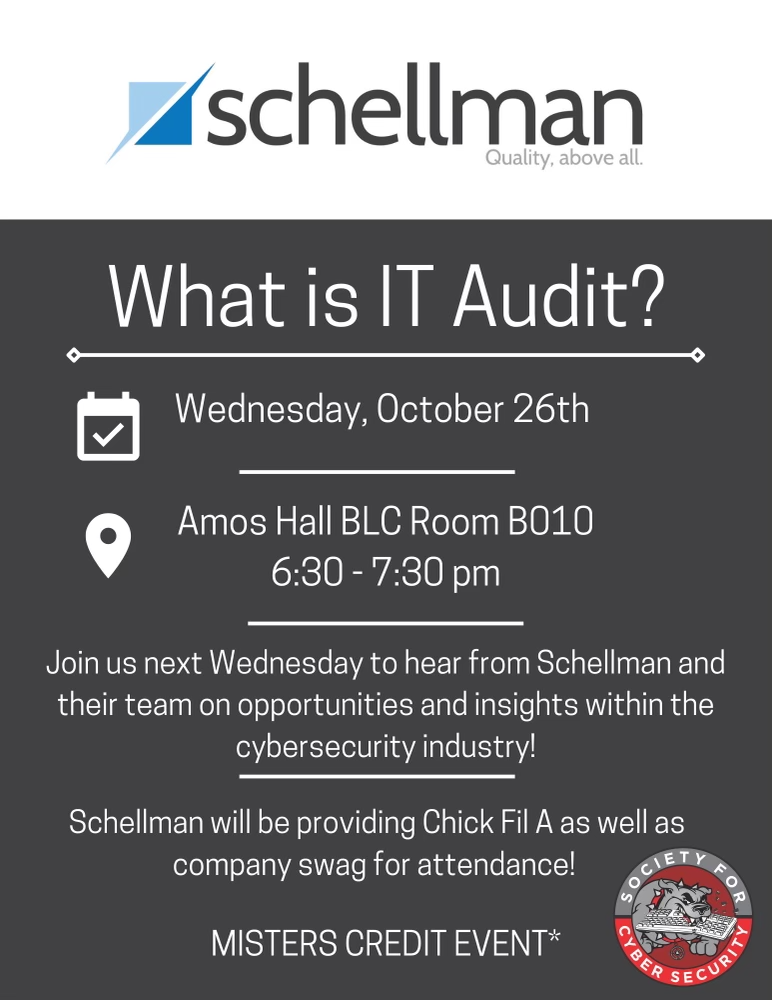 schellman
Quality, above all.
What is IT Audit?
Wednesday, October 26th
Amos Hall BLC Room B010
6:30 - 7:30 pm
Join us next Wednesday to hear from Schellman and
their team on opportunities and insights within the
cybersecurity industry!
Schellman will be providing Chick Fil A as well as
company swag for attendance!
MISTERS CREDIT EVENT*
SOCIETY FOR
CYBER SECURITY